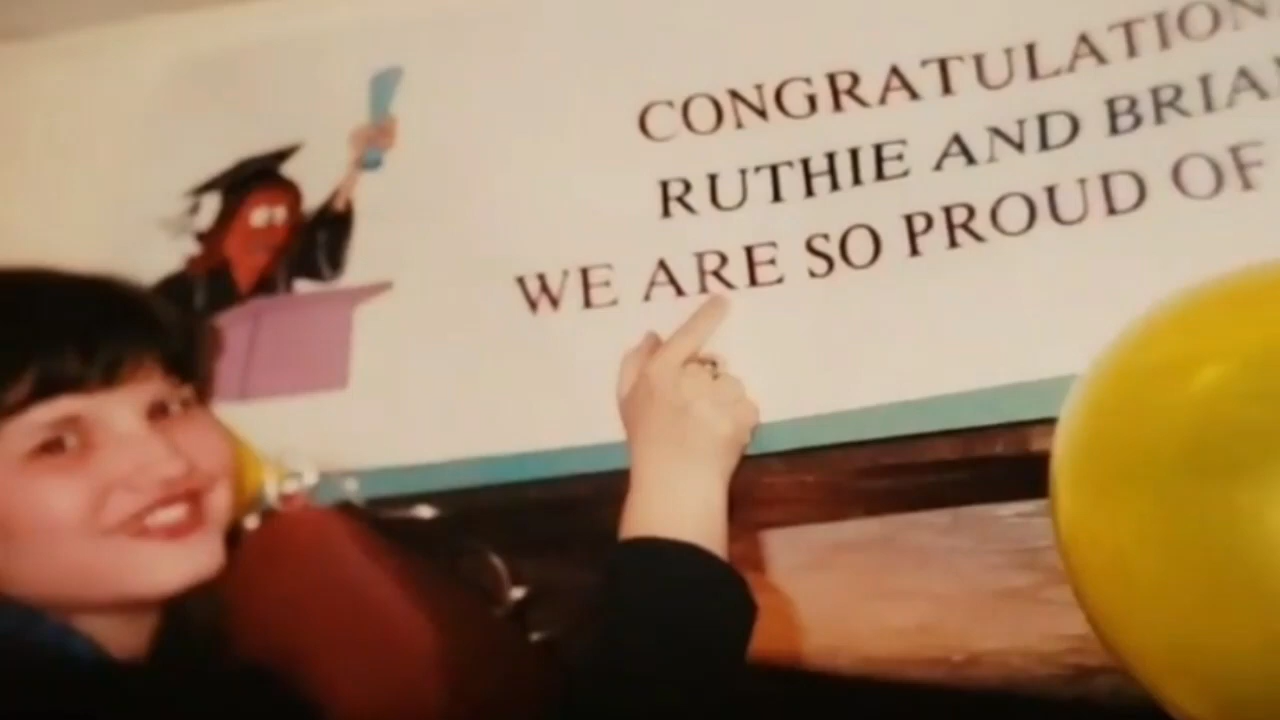 CONGRATULATION
RUTHIE AND BRIA
WE ARE SO PROUD OF